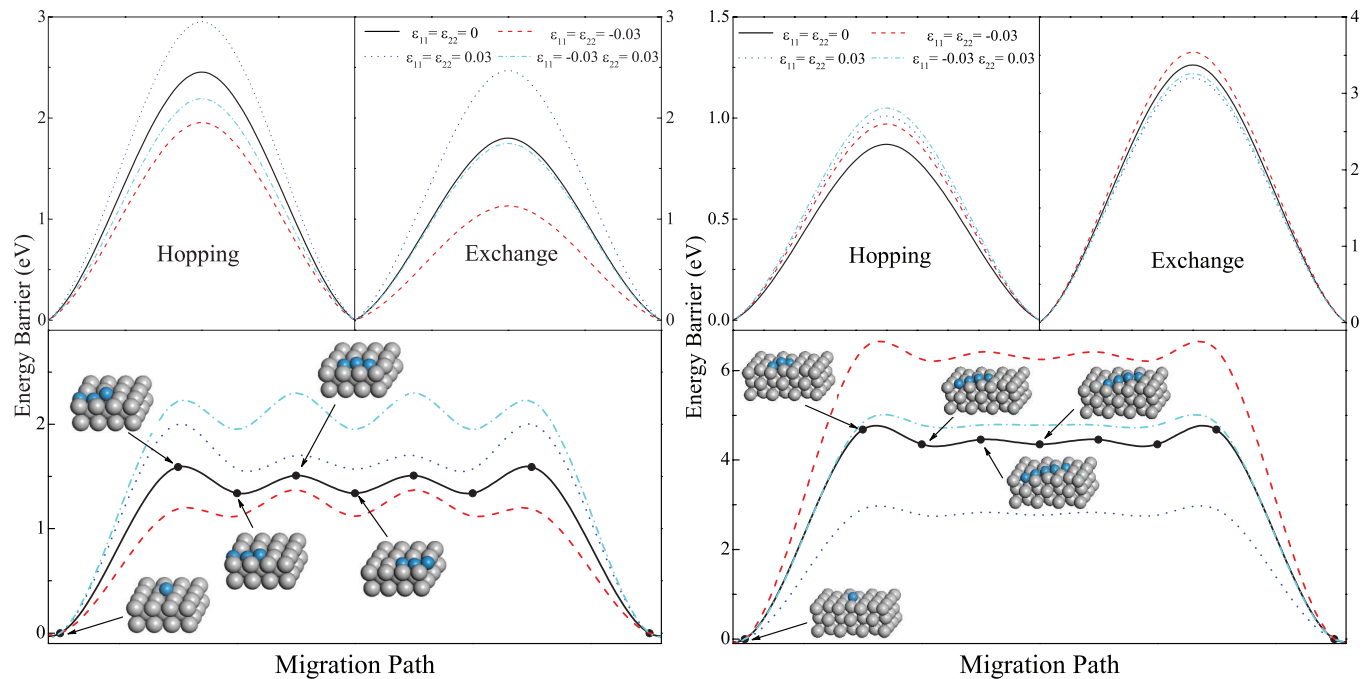 Energy Barrier (eV)
3
2
1
0
Hopping
ε₁₁= ε₂₂= 0
ε₁₁= ε₂₂= -0.03
ε₁₁= ε₂₂= 0.03
ε₁₁= -0.03 ε₂₂= 0.03
Exchange
3
2
1
0
2
1
0
Migration Path
Energy Barrier (eV)
1.5
1.0
0.5
0.0
ε₁₁= ε₂₂= 0
ε₁₁= ε₂₂= -0.03
ε₁₁= ε₂₂= 0.03
ε₁₁= -0.03 ε₂₂= 0.03
Hopping
Exchange
4
3
2
1
0
6
4
2
0
Migration Path